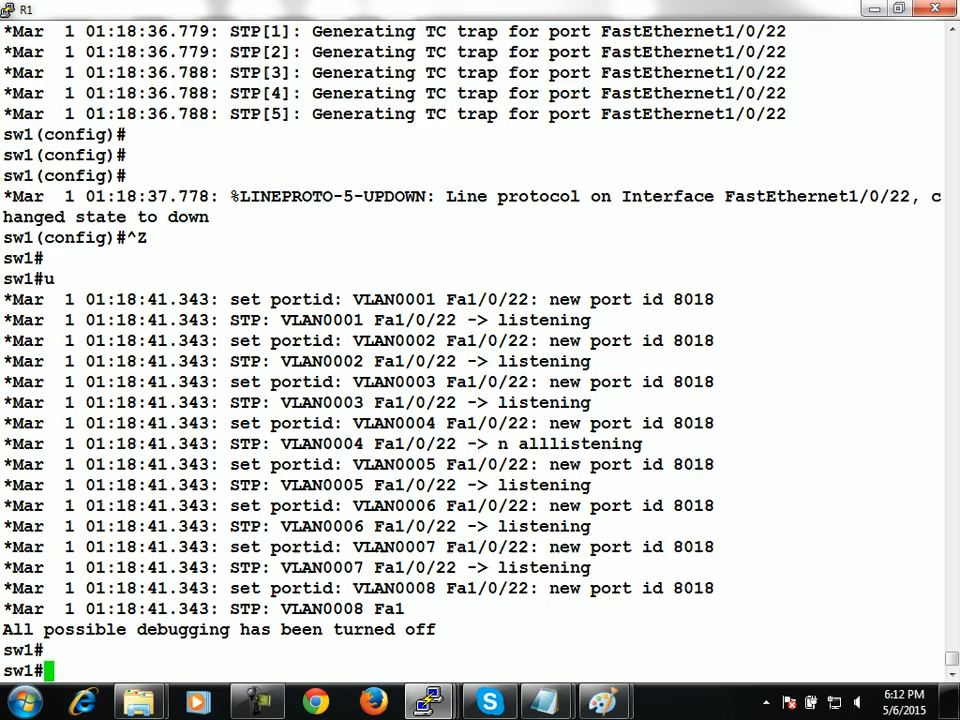 R1
*Mar  1 01:18:36.779: STP[1]: Generating TC trap for port FastEthernet1/0/22
*Mar  1 01:18:36.779: STP[2]: Generating TC trap for port FastEthernet1/0/22
*Mar  1 01:18:36.788: STP[3]: Generating TC trap for port FastEthernet1/0/22
*Mar  1 01:18:36.788: STP[4]: Generating TC trap for port FastEthernet1/0/22
*Mar  1 01:18:36.788: STP[5]: Generating TC trap for port FastEthernet1/0/22
sw1(config)#
sw1(config)#
sw1(config)#
*Mar  1 01:18:37.778: %LINEPROTO-5-UPDOWN: Line protocol on Interface FastEthernet1/0/22, c
hanged state to down
sw1(config)#^Z
sw1#
sw1#u
*Mar  1 01:18:41.343: set portid: VLAN0001 Fa1/0/22: new port id 8018
*Mar  1 01:18:41.343: STP: VLAN0001 Fa1/0/22 -> listening
*Mar  1 01:18:41.343: set portid: VLAN0002 Fa1/0/22: new port id 8018
*Mar  1 01:18:41.343: STP: VLAN0002 Fa1/0/22 -> listening
*Mar  1 01:18:41.343: set portid: VLAN0003 Fa1/0/22: new port id 8018
*Mar  1 01:18:41.343: STP: VLAN0003 Fa1/0/22 -> listening
*Mar  1 01:18:41.343: set portid: VLAN0004 Fa1/0/22: new port id 8018
*Mar  1 01:18:41.343: STP: VLAN0004 Fa1/0/22 -> n alllistening
*Mar  1 01:18:41.343: set portid: VLAN0005 Fa1/0/22: new port id 8018
*Mar  1 01:18:41.343: STP: VLAN0005 Fa1/0/22 -> listening
*Mar  1 01:18:41.343: set portid: VLAN0006 Fa1/0/22: new port id 8018
*Mar  1 01:18:41.343: STP: VLAN0006 Fa1/0/22 -> listening
*Mar  1 01:18:41.343: set portid: VLAN0007 Fa1/0/22: new port id 8018
*Mar  1 01:18:41.343: STP: VLAN0007 Fa1/0/22 -> listening
*Mar  1 01:18:41.343: set portid: VLAN0008 Fa1/0/22: new port id 8018
*Mar  1 01:18:41.343: STP: VLAN0008 Fa1
All possible debugging has been turned off
sw1#
sw1#
6:12 PM
5/6/2015